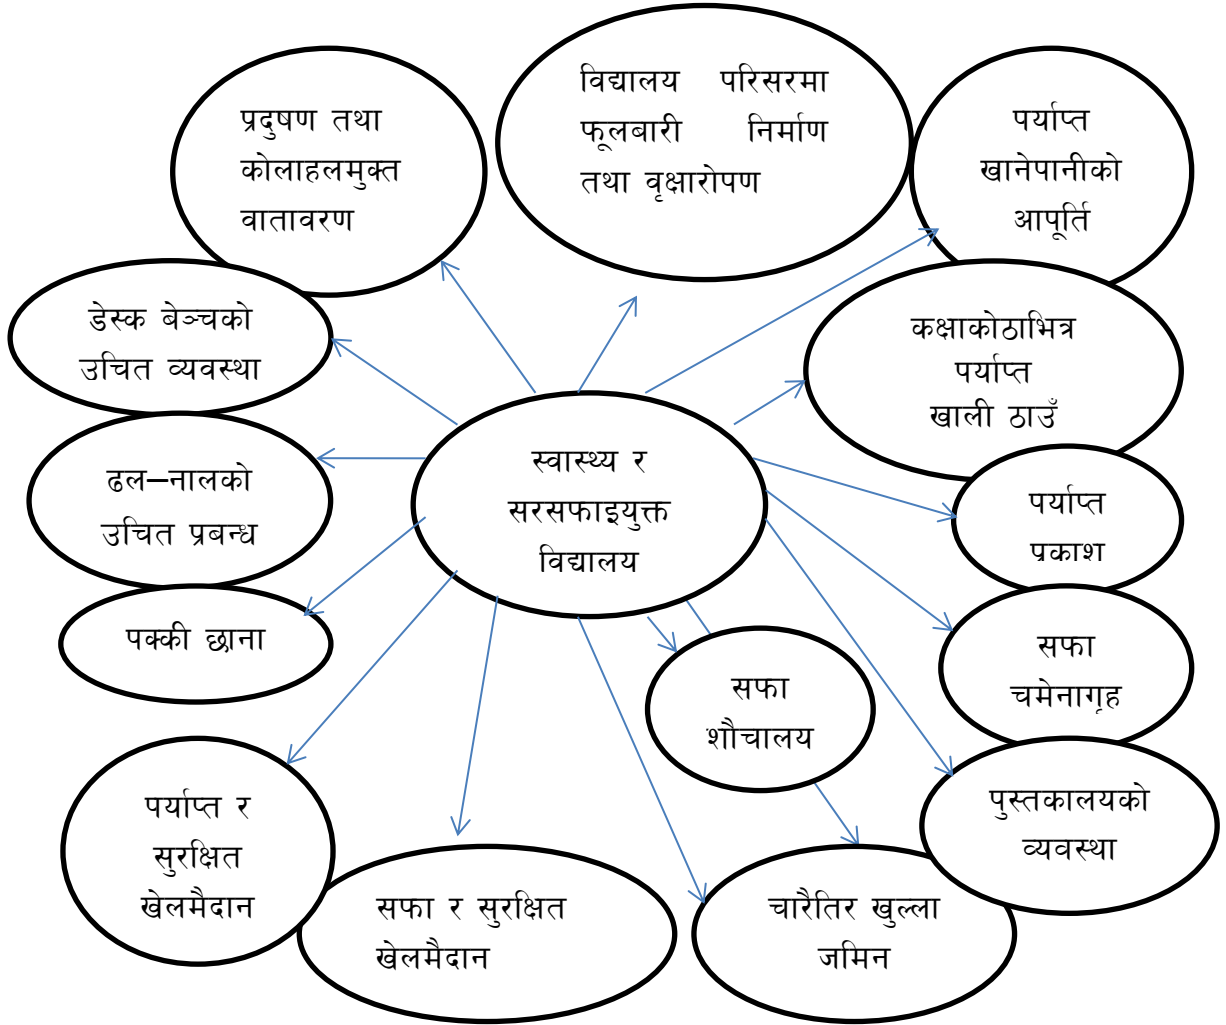 प्रदुषण तथा
कोलाहलमुक्त
वातावरण
विद्यालय परिसरमा
फूलबारी निर्माण
तथा वृक्षारोपण
पर्याप्त
खानेपानीको
आपूर्ति
डेस्क बेञ्चको
उचित व्यवस्था
कक्षाकोठाभित्र
पर्याप्त
खाली ठाउँ
स्वास्थ्य र
सरसफाइयुक्त
विद्यालय
ढल–नालको
उचित प्रबन्ध
पर्याप्त
प्रकाश
पक्की छाना
सफा
चमेनागृह
सफा
शौचालय
पर्याप्त र
सुरक्षित
खेलमैदान
पुस्तकालयको
व्यवस्था
सफा र सुरक्षित
खेलमैदान
चारैतिर खुल्ला
जमिन